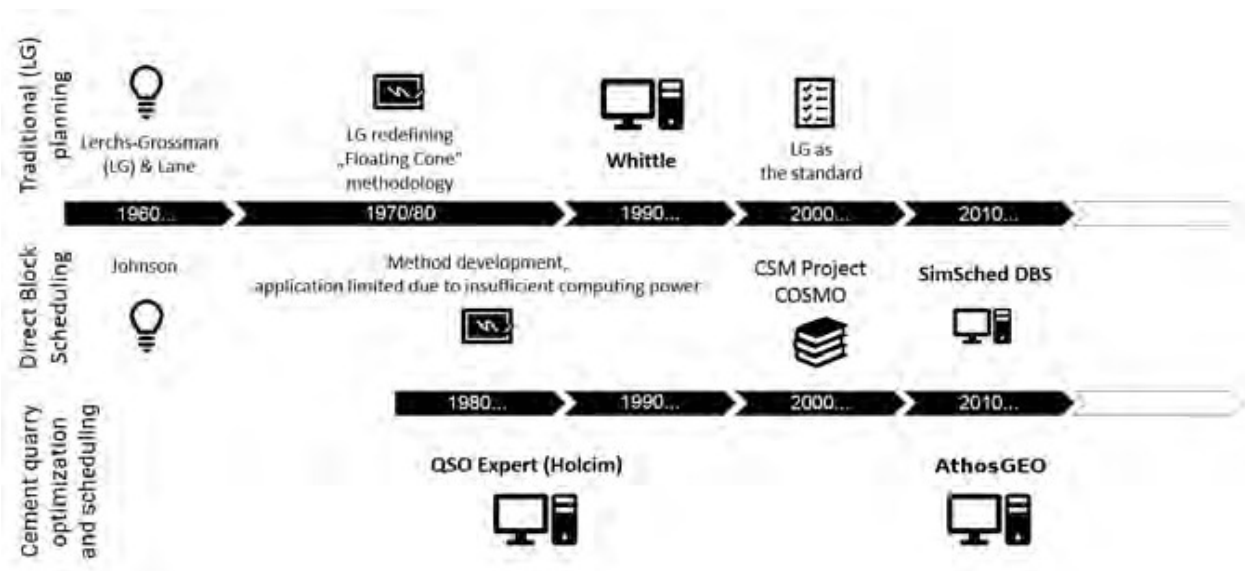 Traditional (LG)
planning
Lerchs-Grossman
(LG) & Lane
LG redefining
„Floating Cone"
methodology
Whittle
LG as
the standard
1960...
1970/80
1990...
2000...
2010...
Direct Block
Scheduling
Johnson
Method development,
application limited due to insufficient computing power
CSM Project
COSMO
SimSched DBS
1980...
1990...
2000...
2010...
Cement quarry
optimization
and scheduling
QSO Expert (Holcim)
AthosGEO